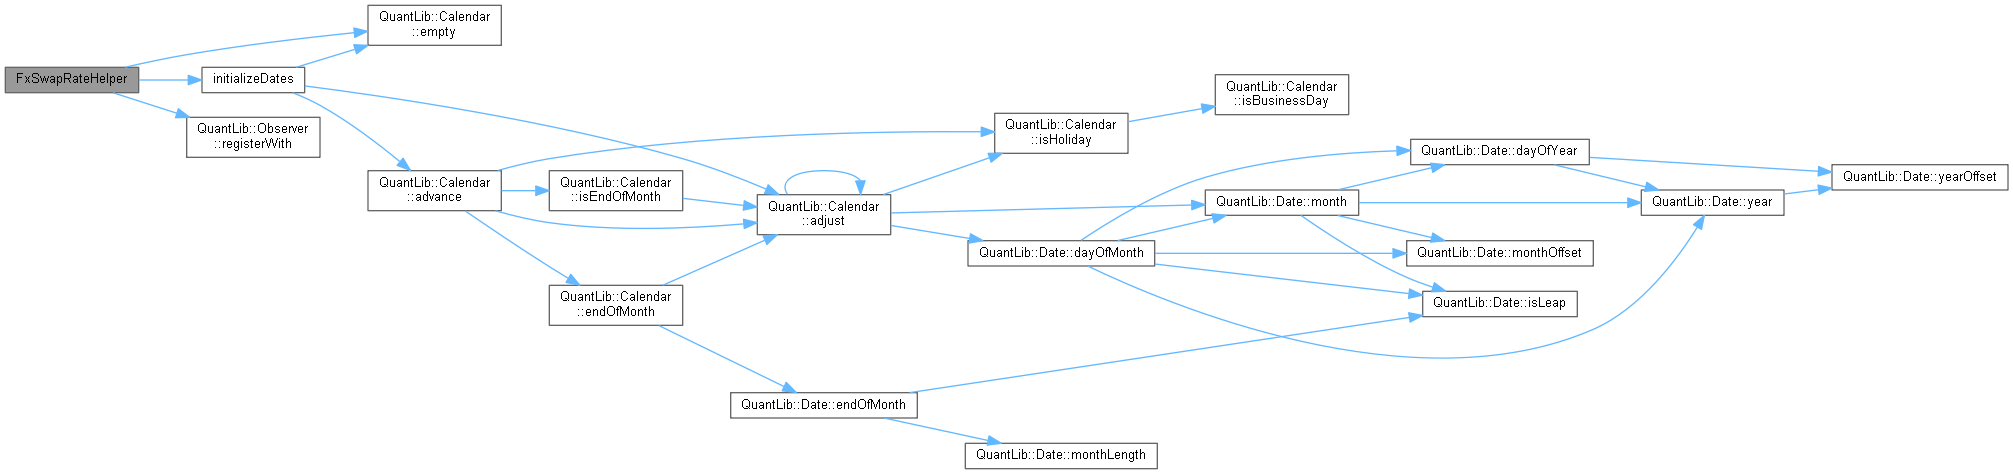 FxSwapRateHelper
QuantLib::Calendar
::empty
initializeDates
QuantLib::Observer
::registerWith
QuantLib::Calendar
::advance
QuantLib::Calendar
::isEndOfMonth
QuantLib::Calendar
::endOfMonth
QuantLib::Calendar
::adjust
QuantLib::Date::endOfMonth
QuantLib::Calendar
::isHoliday
QuantLib::Date::dayOfMonth
QuantLib::Date::monthLength
QuantLib::Calendar
::isBusinessDay
QuantLib::Date::month
QuantLib::Date::dayOfYear
QuantLib::Date::monthOffset
QuantLib::Date::isLeap
QuantLib::Date::year
QuantLib::Date::yearOffset